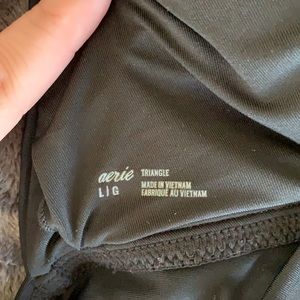 aerie
L|G
TRIANGLE
MADE IN VIETNAM
FABRIQUÉ AU VIETNAM